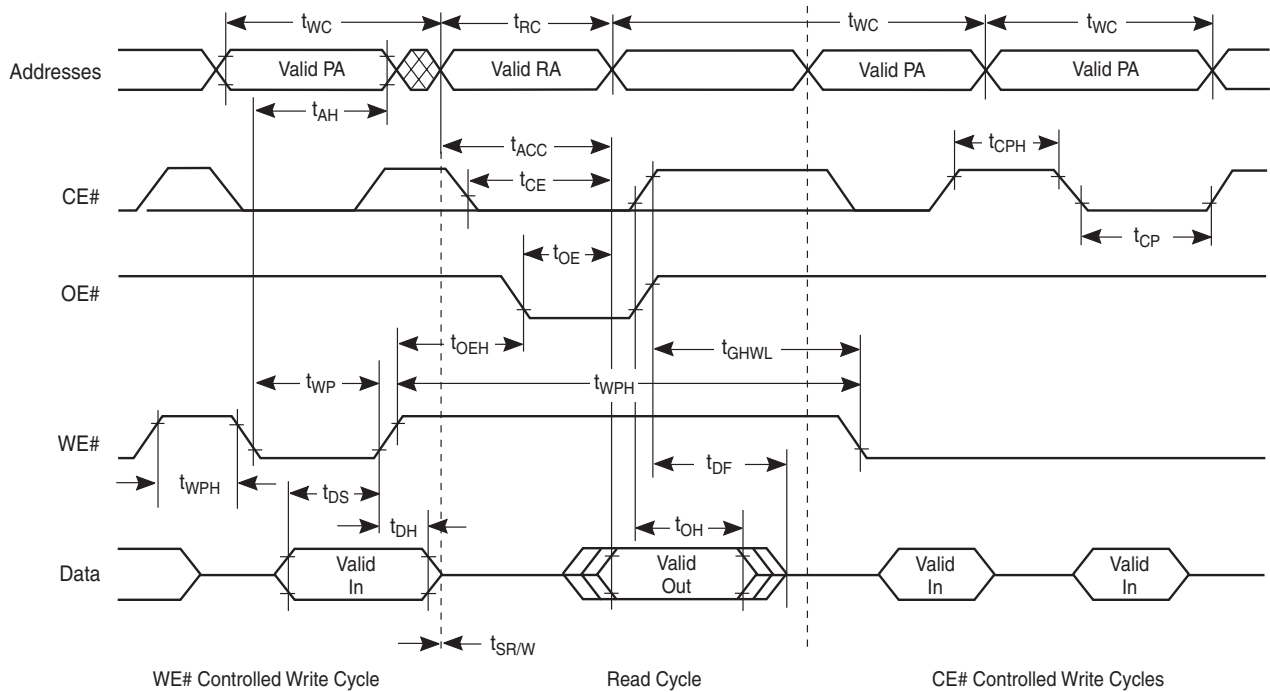 tWC tRC tWC tWC
Addresses Valid PA Valid RA Valid PA Valid PA
tAH
tACC
tCPH
CE# tCE
tCP
tOE
OE#
tOEH tGHWL
tWP tWPH
WE#
tWPH tDS tDF
tDH tOH
Data Valid In Valid Out Valid In Valid In
tSR/W
WE# Controlled Write Cycle Read Cycle CE# Controlled Write Cycles